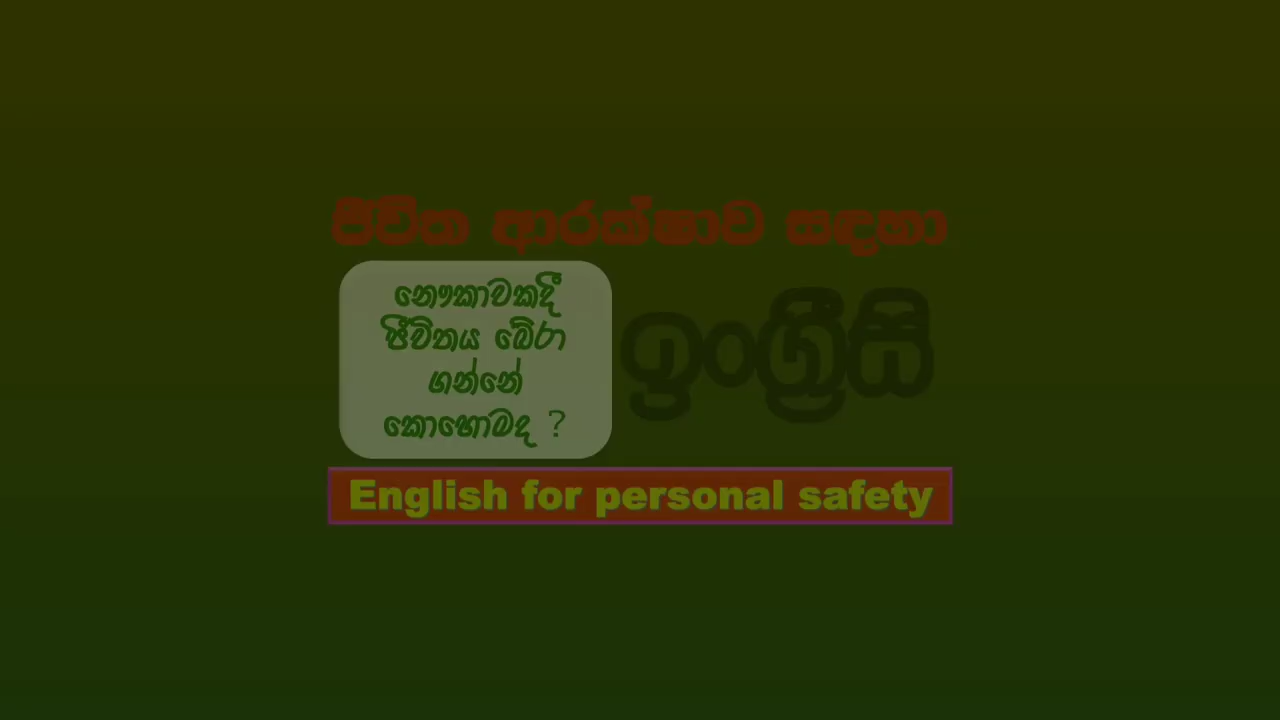 ජීවිත ආරක්ෂාව සඳහා
නෞකාවකදී
ජීවිතය බේරා
ගන්නේ
කොහොමද ?
ඉංග්‍රීසි
English for personal safety